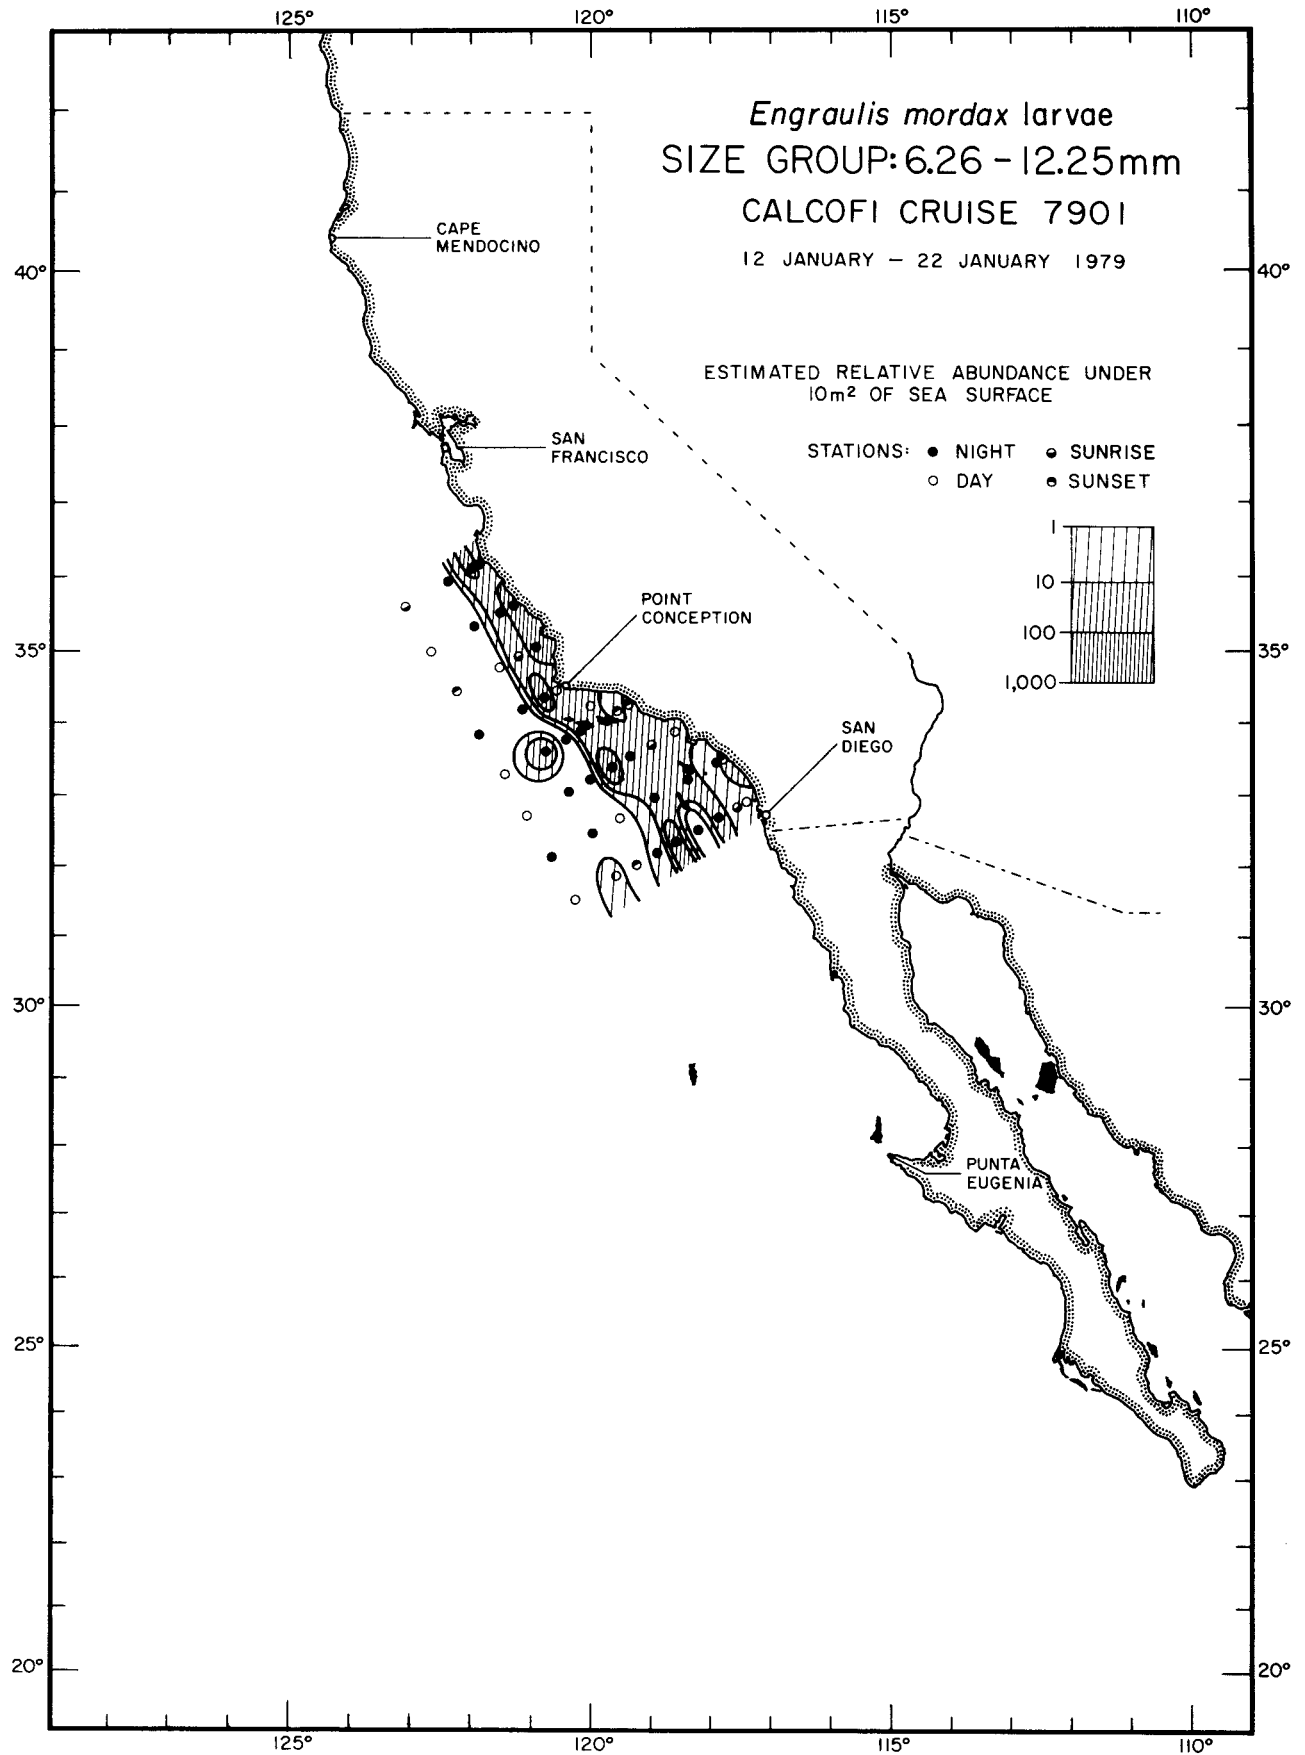 125° 120° 115° 110°
Engraulis mordax larvae
SIZE GROUP: 6.26 – 12.25mm
CALCOFI CRUISE 7901
12 JANUARY – 22 JANUARY 1979
CAPE
MENDOCINO
40° 40°
ESTIMATED RELATIVE ABUNDANCE UNDER
10m² OF SEA SURFACE
SAN
FRANCISCO
STATIONS: NIGHT SUNRISE
DAY SUNSET
1
10
100
1,000
POINT
CONCEPTION
35° 35°
SAN
DIEGO
30° 30°
PUNTA
EUGENIA
25° 25°
20° 20°
125° 120° 115° 110°